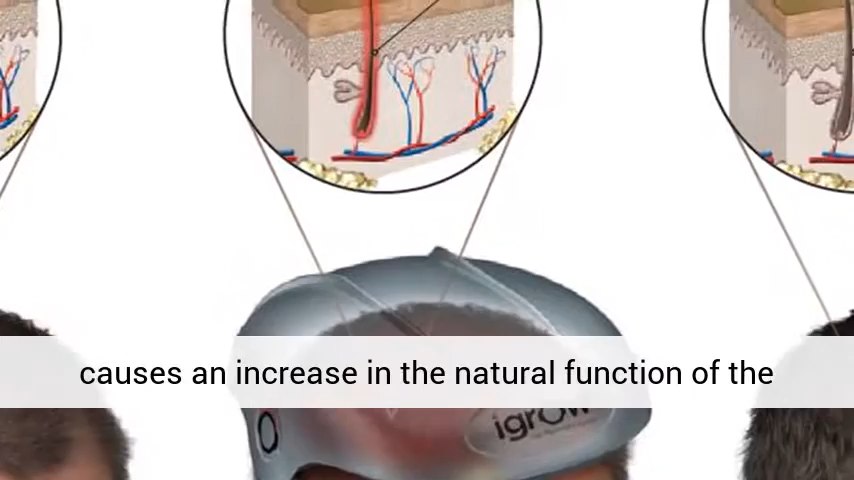 causes an increase in the natural function of the
igrow